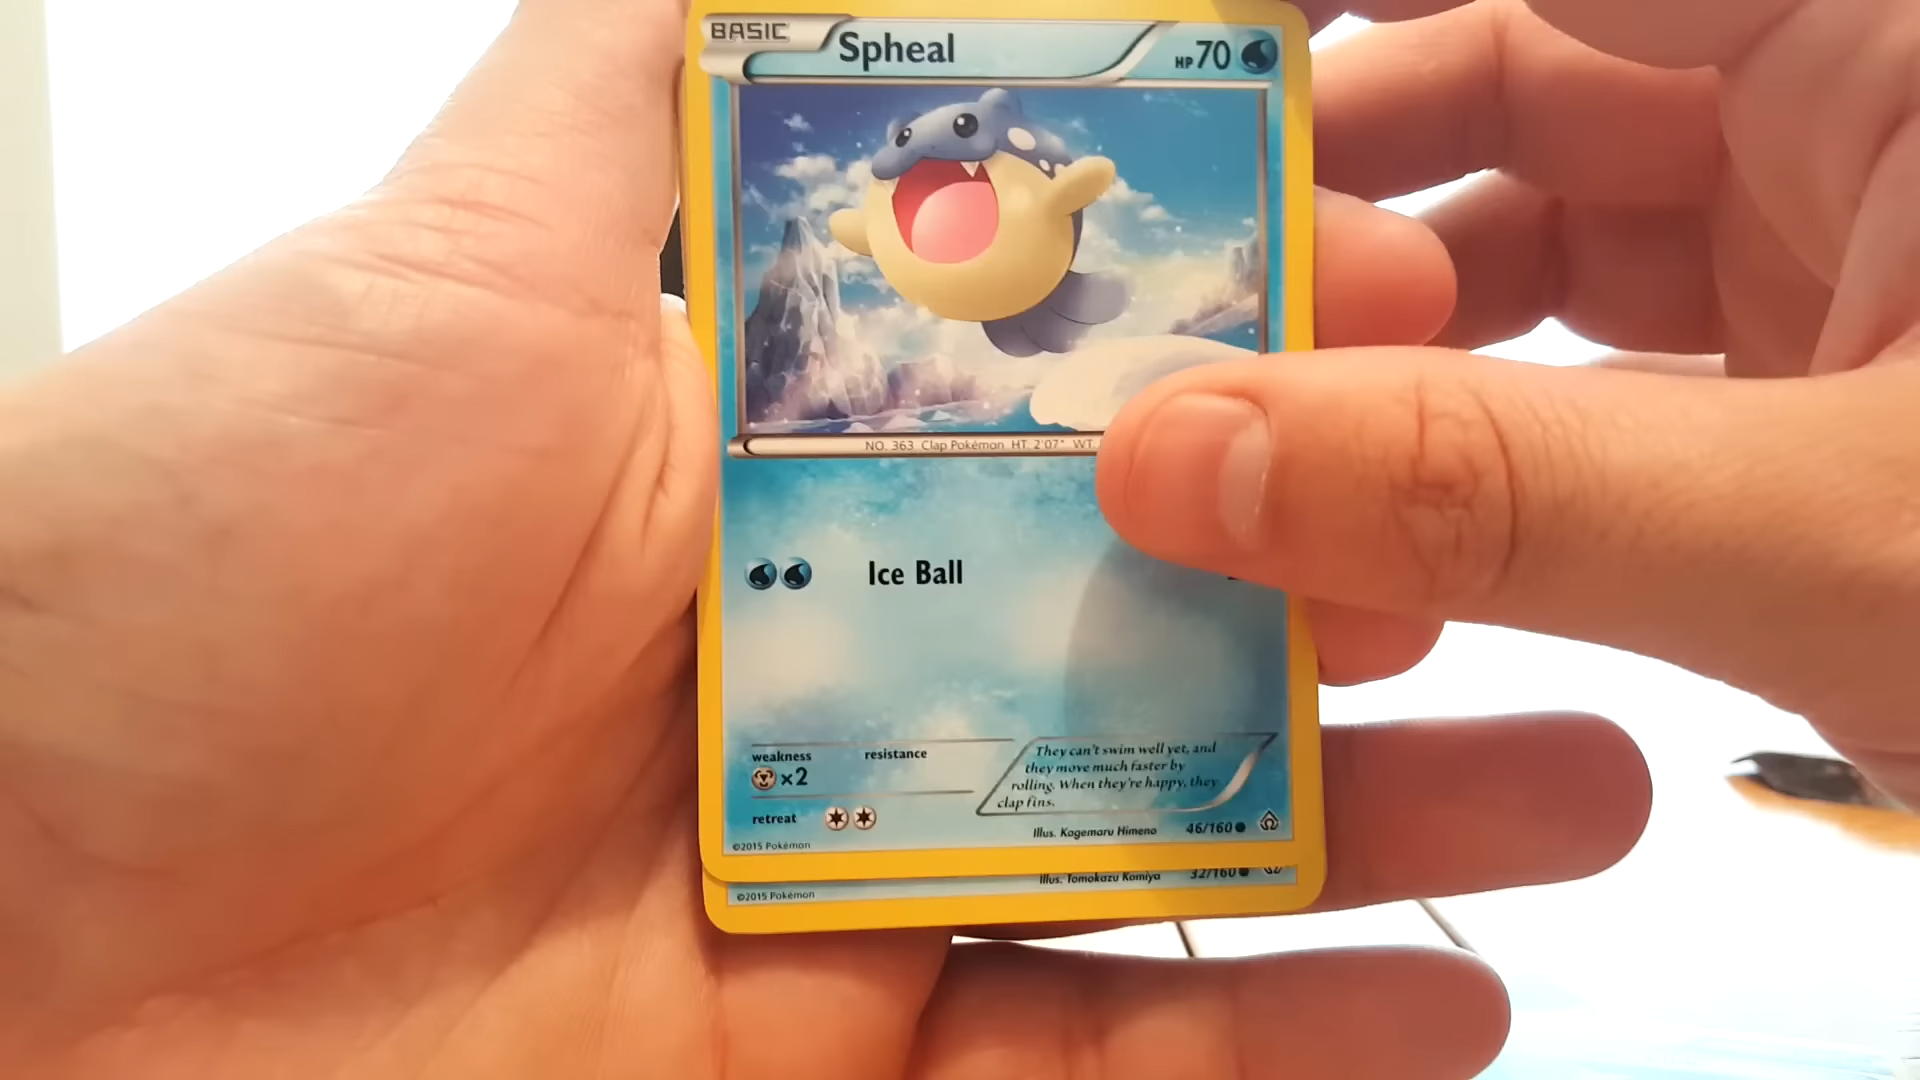 BASIC
Spheal
HP 70
NO. 363 Clap Pokémon HT. 2'07" WT.
Ice Ball
weakness
resistance
×2
They can't swim well yet, and
they move much faster by
rolling. When they're happy, they
clap fins.
retreat
Illus. Kagemaru Himeno
46/160
©2015 Pokémon
Illus. Tomokazu Komiya
32/160
©2015 Pokémon